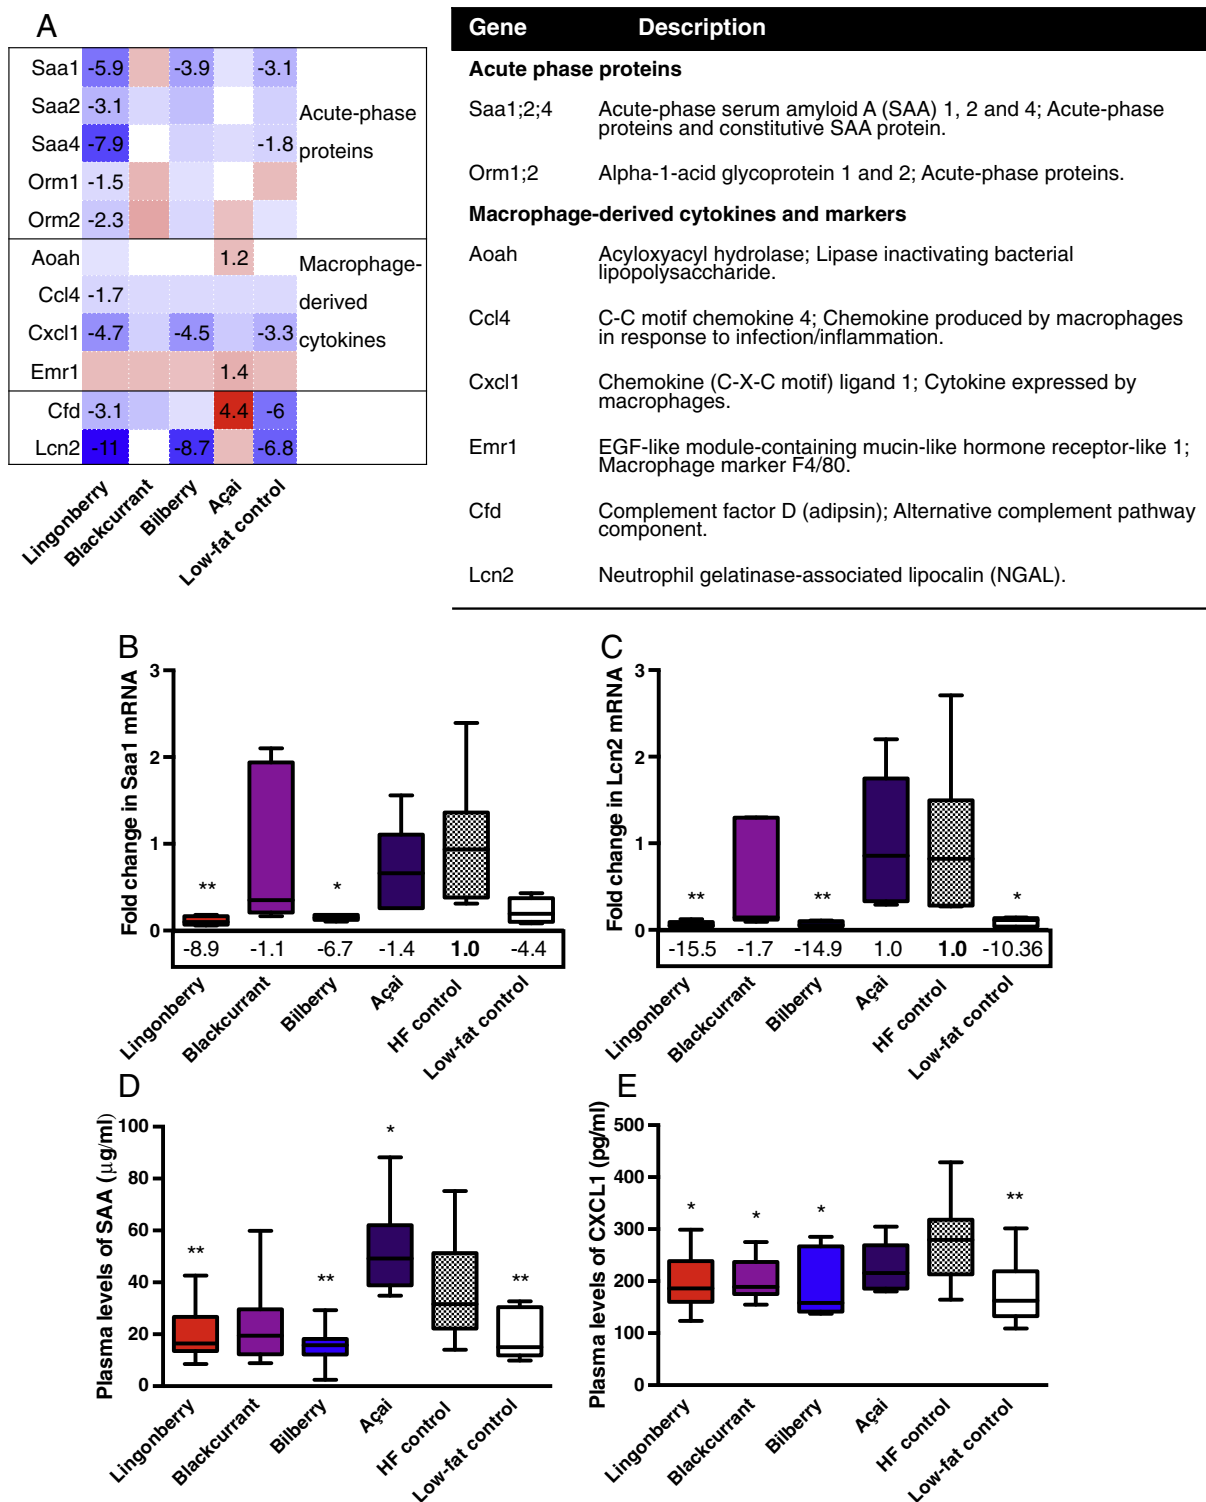 A
Saa1 -5.9 -3.9 -3.1
Saa2 -3.1
Saa4 -7.9 -1.8
Orm1 -1.5
Orm2 -2.3
Acute-phase
proteins
Aoah 1.2
Ccl4 -1.7
Cxcl1 -4.7 -4.5 -3.3
Emr1 1.4
Macrophage-
derived
cytokines
Cfd -3.1 4.4 -6
Lcn2 -11 -8.7 -6.8
Lingonberry
Blackcurrant
Bilberry
Açai
Low-fat control
Gene Description
Acute phase proteins
Saa1;2;4 Acute-phase serum amyloid A (SAA) 1, 2 and 4; Acute-phase
proteins and constitutive SAA protein.
Orm1;2 Alpha-1-acid glycoprotein 1 and 2; Acute-phase proteins.
Macrophage-derived cytokines and markers
Aoah Acyloxyacyl hydrolase; Lipase inactivating bacterial
lipopolysaccharide.
Ccl4 C-C motif chemokine 4; Chemokine produced by macrophages
in response to infection/inflammation.
Cxcl1 Chemokine (C-X-C motif) ligand 1; Cytokine expressed by
macrophages.
Emr1 EGF-like module-containing mucin-like hormone receptor-like 1;
Macrophage marker F4/80.
Cfd Complement factor D (adipsin); Alternative complement pathway
component.
Lcn2 Neutrophil gelatinase-associated lipocalin (NGAL).
B
Fold change in Saa1 mRNA
3
2
1
0
** *
-8.9 -1.1 -6.7 -1.4 1.0 -4.4
Lingonberry
Blackcurrant
Bilberry
Açai
HF control
Low-fat control
C
Fold change in Lcn2 mRNA
3
2
1
0
** ** *
-15.5 -1.7 -14.9 1.0 1.0 -10.36
Lingonberry
Blackcurrant
Bilberry
Açai
HF control
Low-fat control
D
Plasma levels of SAA (μg/ml)
100
80
60
40
20
0
** ** * **
Lingonberry
Blackcurrant
Bilberry
Açai
HF control
Low-fat control
E
Plasma levels of CXCL1 (pg/ml)
500
400
300
200
100
0
* * * **
Lingonberry
Blackcurrant
Bilberry
Açai
HF control
Low-fat control